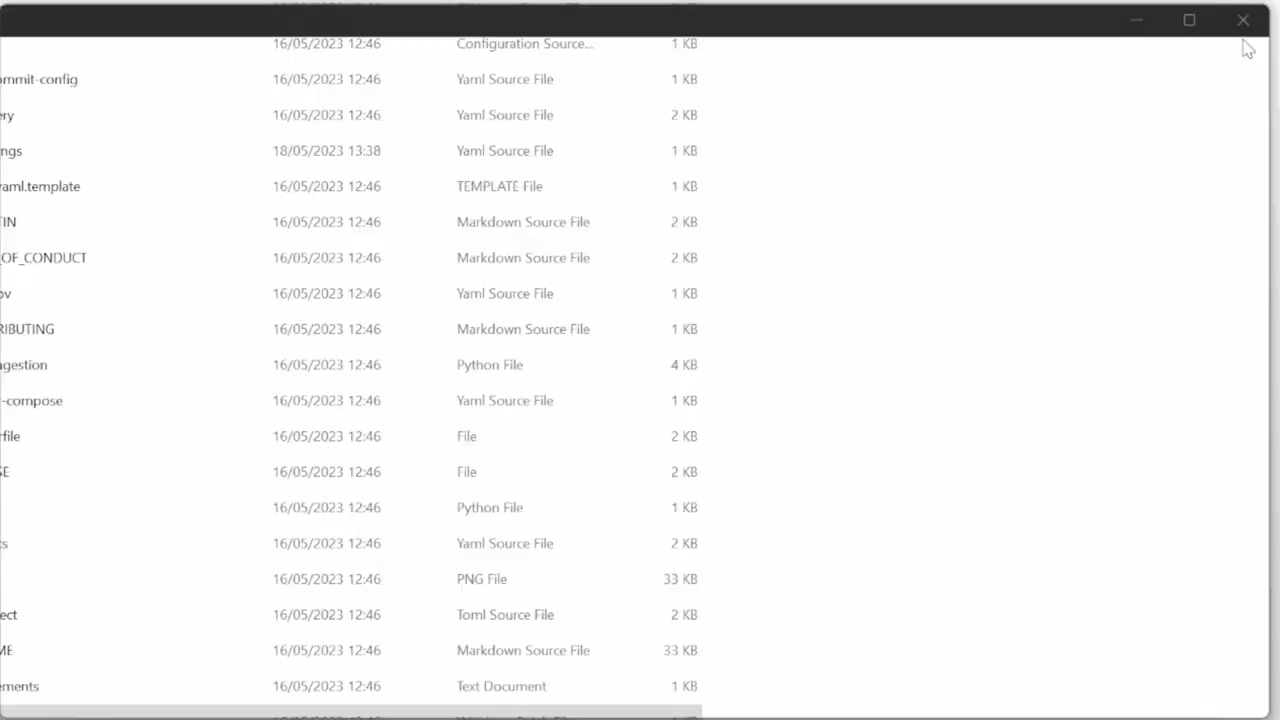 16/05/2023 12:46 Configuration Source... 1 KB
ommit-config 16/05/2023 12:46 Yaml Source File 1 KB
ery 16/05/2023 12:46 Yaml Source File 2 KB
ngs 18/05/2023 13:38 Yaml Source File 1 KB
yaml.template 16/05/2023 12:46 TEMPLATE File 1 KB
TIN 16/05/2023 12:46 Markdown Source File 2 KB
_OF_CONDUCT 16/05/2023 12:46 Markdown Source File 2 KB
ov 16/05/2023 12:46 Yaml Source File 1 KB
RIBUTING 16/05/2023 12:46 Markdown Source File 1 KB
ngestion 16/05/2023 12:46 Python File 4 KB
r-compose 16/05/2023 12:46 Yaml Source File 1 KB
rfile 16/05/2023 12:46 File 2 KB
SE 16/05/2023 12:46 File 2 KB
16/05/2023 12:46 Python File 1 KB
ts 16/05/2023 12:46 Yaml Source File 2 KB
16/05/2023 12:46 PNG File 33 KB
ect 16/05/2023 12:46 Toml Source File 2 KB
ME 16/05/2023 12:46 Markdown Source File 33 KB
ements 16/05/2023 12:46 Text Document 1 KB